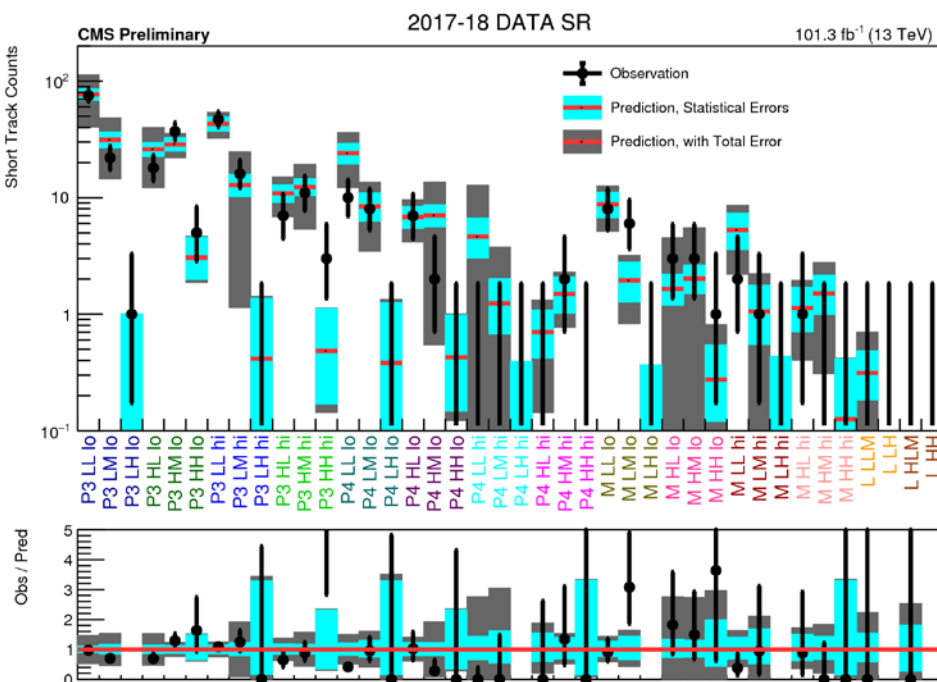 2017-18 DATA SR
CMS Preliminary
101.3 fb⁻¹ (13 TeV)
Short Track Counts
Observation
Prediction, Statistical Errors
Prediction, with Total Error
10²
10
1
10⁻¹
P3 LL lo
P3 LM lo
P3 LH lo
P3 HL lo
P3 HM lo
P3 HH lo
P3 LL hi
P3 LM hi
P3 LH hi
P3 HL hi
P3 HM hi
P3 HH hi
P4 LL lo
P4 LM lo
P4 LH lo
P4 HL lo
P4 HM lo
P4 HH lo
P4 LL hi
P4 LM hi
P4 LH hi
P4 HL hi
P4 HM hi
P4 HH hi
M LL lo
M LM lo
M LH lo
M HL lo
M HM lo
M HH lo
M LL hi
M LM hi
M LH hi
M HL hi
M HM hi
M HH hi
L LLM
L LH
L HLM
L HH
Obs / Pred
5
4
3
2
1
0